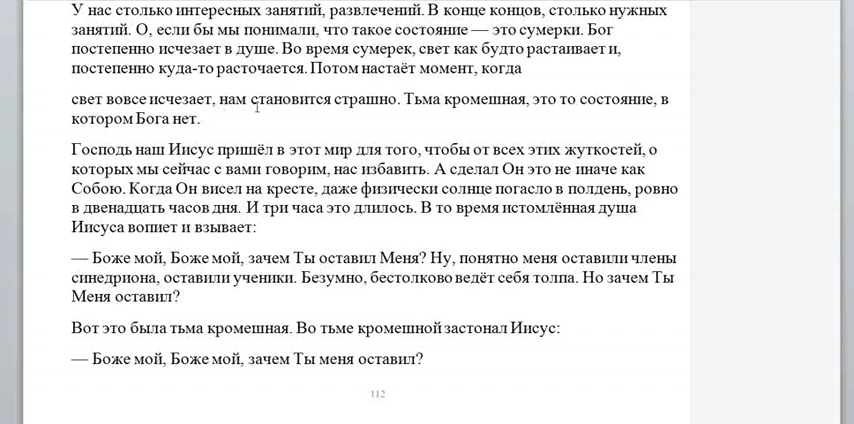 У нас столько интересных занятий, развлечений. В конце концов, столько нужных
занятий. О, если бы мы понимали, что такое состояние — это сумерки. Бог
постепенно исчезает в душе. Во время сумерек, свет как будто растаивает и,
постепенно куда-то расточается. Потом настаёт момент, когда
свет вовсе исчезает, нам становится страшно. Тьма кромешная, это то состояние, в
котором Бога нет.
Господь наш Иисус пришёл в этот мир для того, чтобы от всех этих жуткостей, о
которых мы сейчас с вами говорим, нас избавить. А сделал Он это не иначе как
Собою. Когда Он висел на кресте, даже физически солнце погасло в полдень, ровно
в двенадцать часов дня. И три часа это длилось. В то время истомлённая душа
Иисуса вопиет и взывает:
— Боже мой, Боже мой, зачем Ты оставил Меня? Ну, понятно меня оставили члены
синедриона, оставили ученики. Безумно, бестолково ведёт себя толпа. Но зачем Ты
Меня оставил?
Вот это была тьма кромешная. Во тьме кромешной застонал Иисус:
— Боже мой, Боже мой, зачем Ты меня оставил?
112